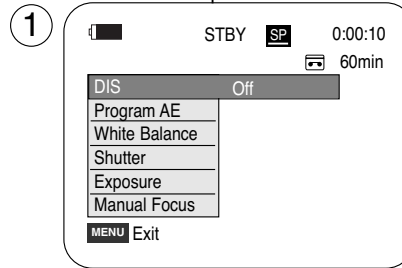 1
STBY SP 0:00:10
60min
DIS Off
Program AE
White Balance
Shutter
Exposure
Manual Focus
MENU Exit